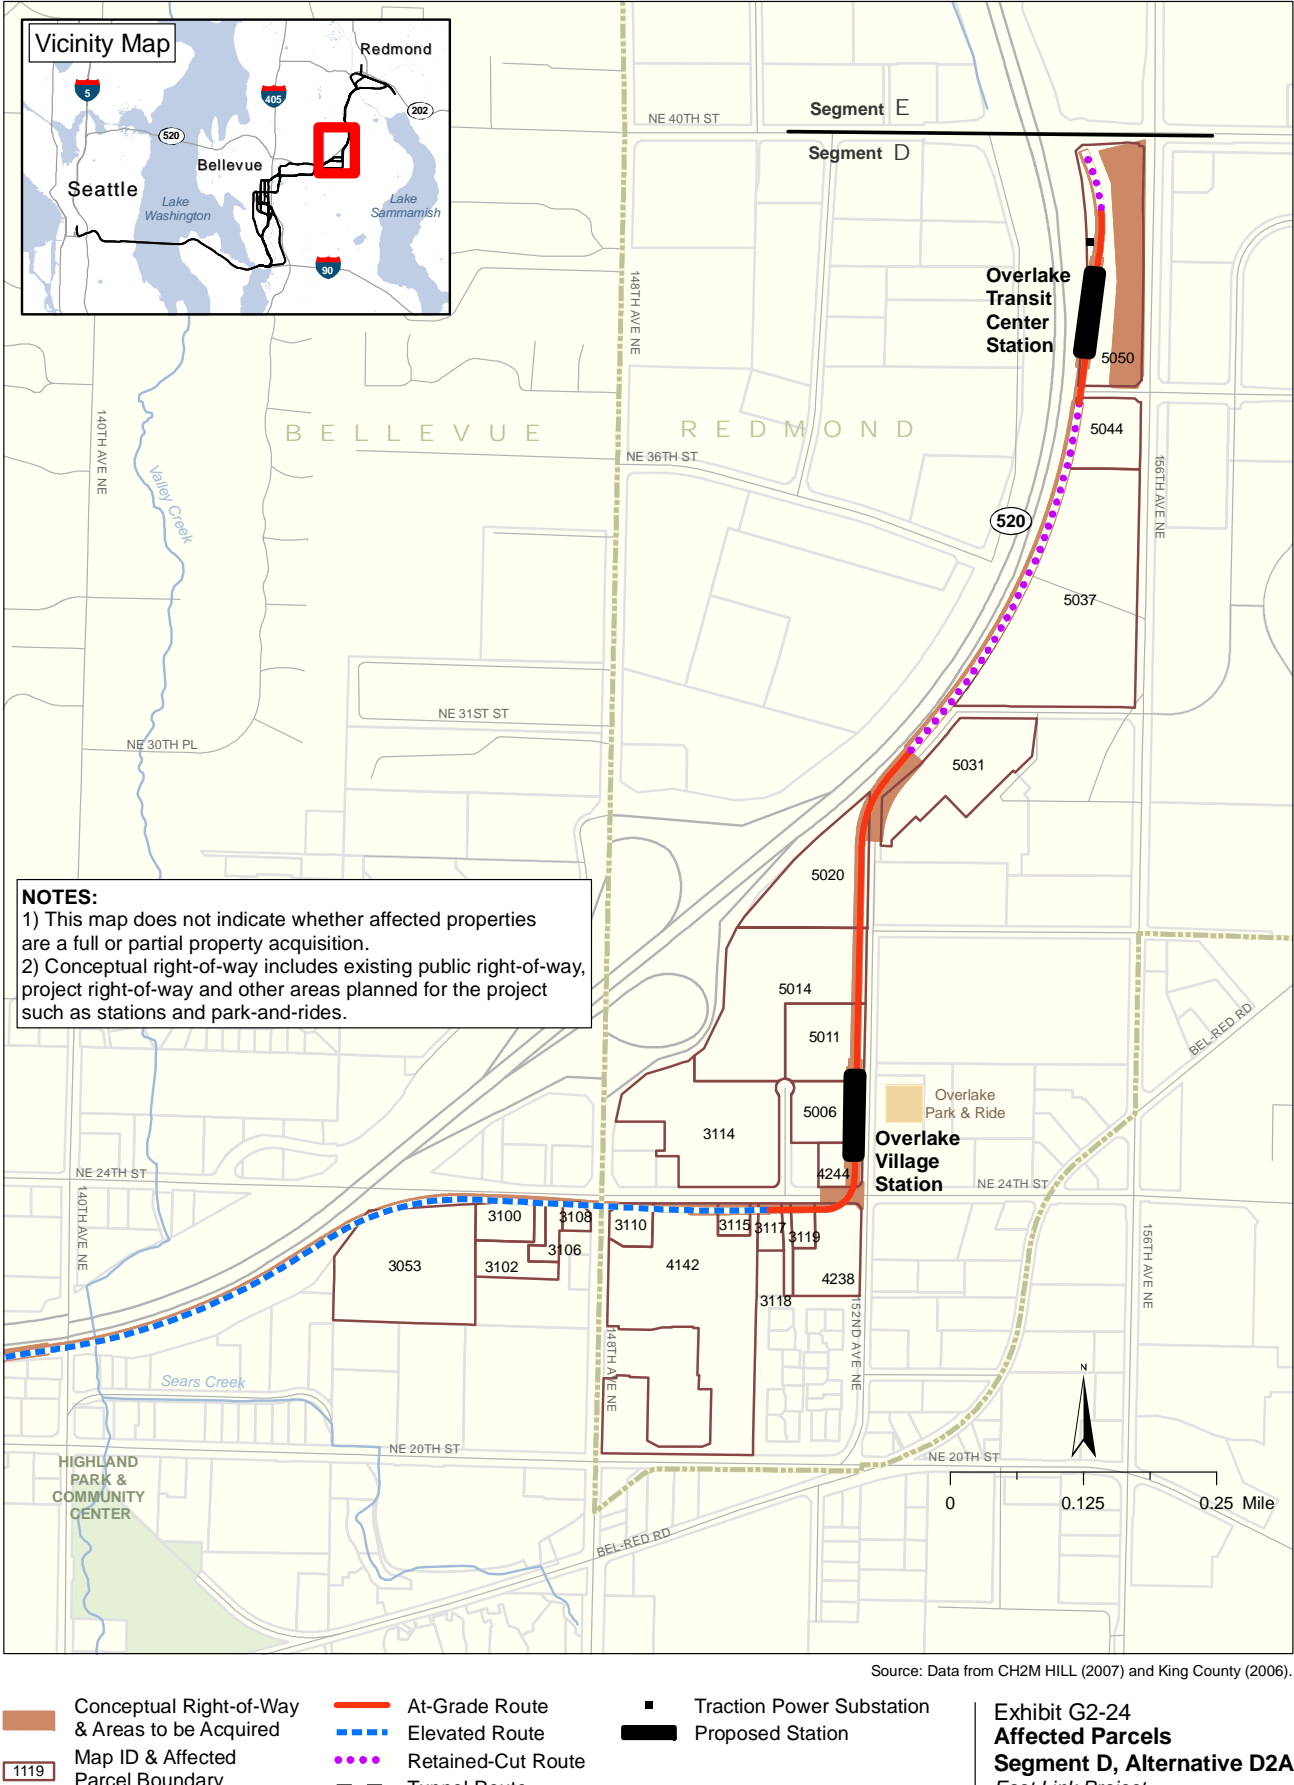 Vicinity Map
Redmond
5
405
202
520
Bellevue
Seattle
Lake
Washington
Lake
Sammamish
90
NE 40TH ST
Segment E
Segment D
Overlake
Transit
Center
Station
5050
148TH AVE NE
140TH AVE NE
BELLEVUE
REDMOND
5044
NE 36TH ST
156TH AVE NE
Valley Creek
520
5037
NE 31ST ST
NE 30TH PL
5031
5020
NOTES:
1) This map does not indicate whether affected properties
are a full or partial property acquisition.
2) Conceptual right-of-way includes existing public right-of-way,
project right-of-way and other areas planned for the project
such as stations and park-and-rides.
5014
5011
BEL-RED RD
Overlake
Park & Ride
5006
3114
Overlake
Village
Station
4244
NE 24TH ST
NE 24TH ST
140TH AVE NE
3100
3108
3110
3115
3117
3119
3106
3102
3053
4142
4238
3118
156TH AVE NE
152ND AVE NE
148TH AVE NE
Sears Creek
N
NE 20TH ST
NE 20TH ST
HIGHLAND
PARK &
COMMUNITY
CENTER
0 0.125 0.25 Mile
BEL-RED RD
Source: Data from CH2M HILL (2007) and King County (2006).
Conceptual Right-of-Way
& Areas to be Acquired
1119
Map ID & Affected
Parcel Boundary
At-Grade Route
Elevated Route
Retained-Cut Route
Tunnel Route
Traction Power Substation
Proposed Station
Exhibit G2-24
Affected Parcels
Segment D, Alternative D2A
East Link Project